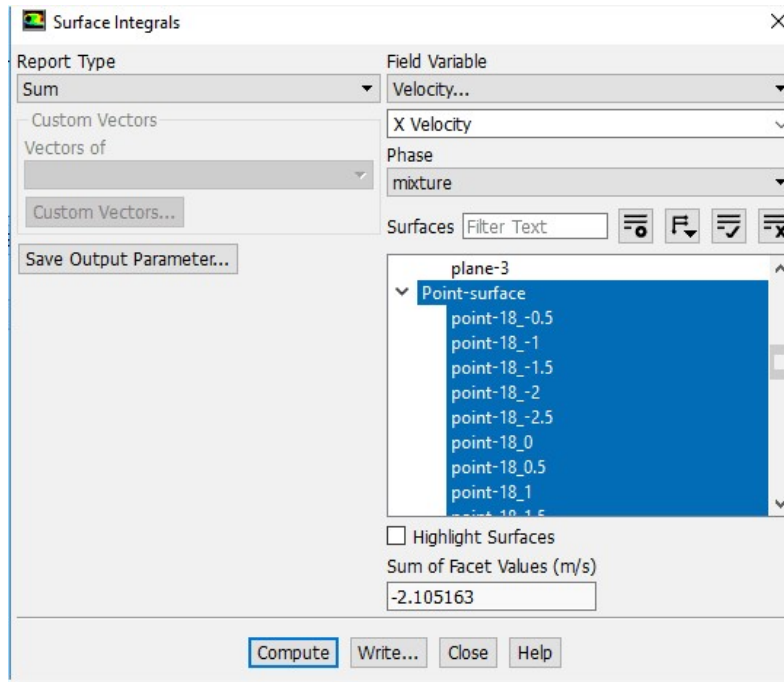 Surface Integrals
Report Type
Sum
Custom Vectors
Vectors of
Custom Vectors...
Save Output Parameter...
Field Variable
Velocity...
X Velocity
Phase
mixture
Surfaces Filter Text
plane-3
Point-surface
point-18_-0.5
point-18_-1
point-18_-1.5
point-18_-2
point-18_-2.5
point-18_0
point-18_0.5
point-18_1
point-18_1.5
Highlight Surfaces
Sum of Facet Values (m/s)
-2.105163
Compute Write... Close Help